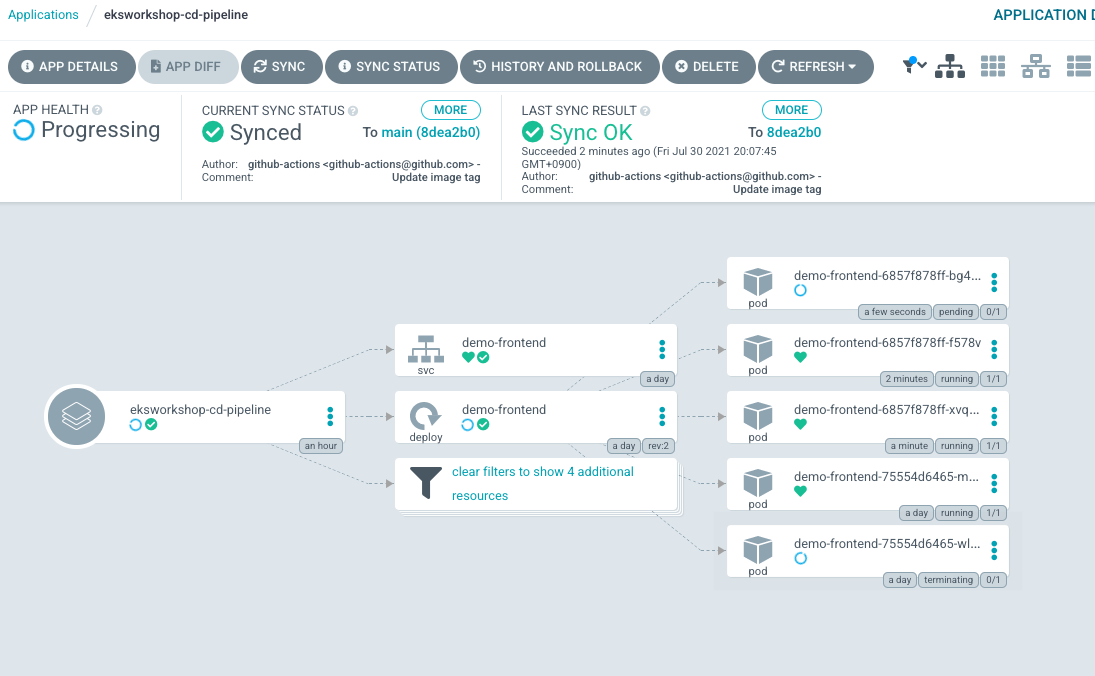 Applications / eksworkshop-cd-pipeline
APPLICATION D
APP DETAILS
APP DIFF
SYNC
SYNC STATUS
HISTORY AND ROLLBACK
DELETE
REFRESH
APP HEALTH
Progressing
CURRENT SYNC STATUS
MORE
Synced
To main (8dea2b0)
Author: github-actions <github-actions@github.com> -
Comment: Update image tag
LAST SYNC RESULT
MORE
Sync OK
To 8dea2b0
Succeeded 2 minutes ago (Fri Jul 30 2021 20:07:45
GMT+0900)
Author: github-actions <github-actions@github.com> -
Comment: Update image tag
eksworkshop-cd-pipeline
an hour
svc
demo-frontend
a day
deploy
demo-frontend
a day rev:2
clear filters to show 4 additional
resources
pod
demo-frontend-6857f878ff-bg4...
a few seconds pending 0/1
pod
demo-frontend-6857f878ff-f578v
2 minutes running 1/1
pod
demo-frontend-6857f878ff-xvq...
a minute running 1/1
pod
demo-frontend-75554d6465-m...
a day running 1/1
pod
demo-frontend-75554d6465-wl...
a day terminating 0/1